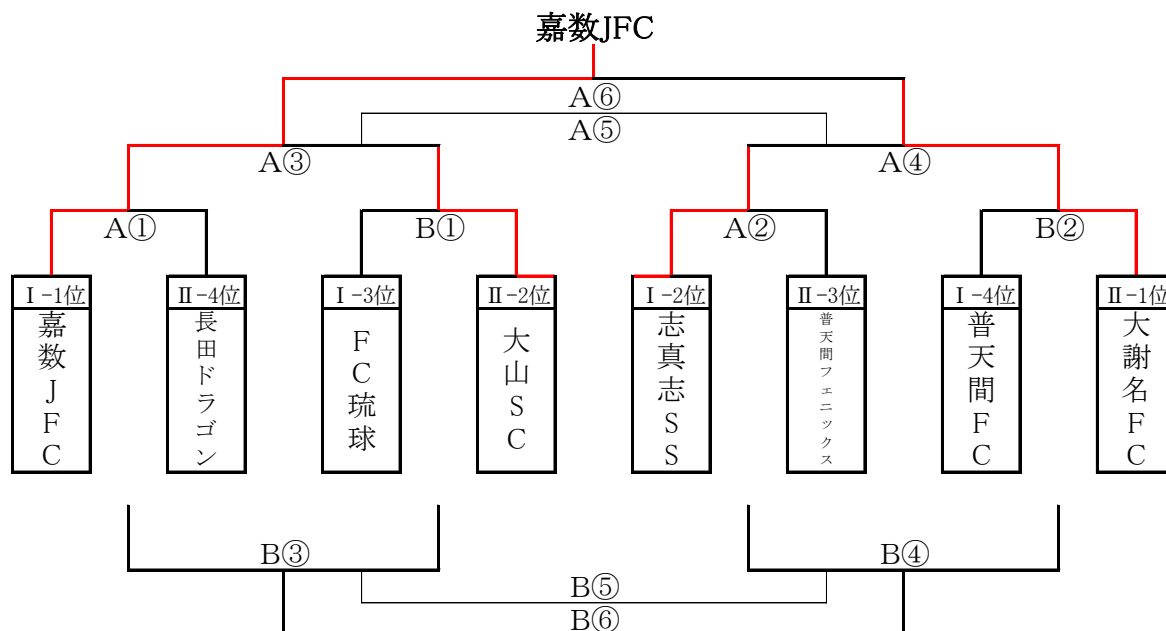 嘉数JFC
A⑥
A⑤
A③
A④
A①
B①
A②
B②
Ⅰ-1位
Ⅱ-4位
Ⅰ-3位
Ⅱ-2位
Ⅰ-2位
Ⅱ-3位
Ⅰ-4位
Ⅱ-1位
嘉数JFC
長田ドラゴン
FC琉球
大山SC
志真志SS
普天間フェニックス
普天間FC
大謝名FC
B③
B④
B⑤
B⑥